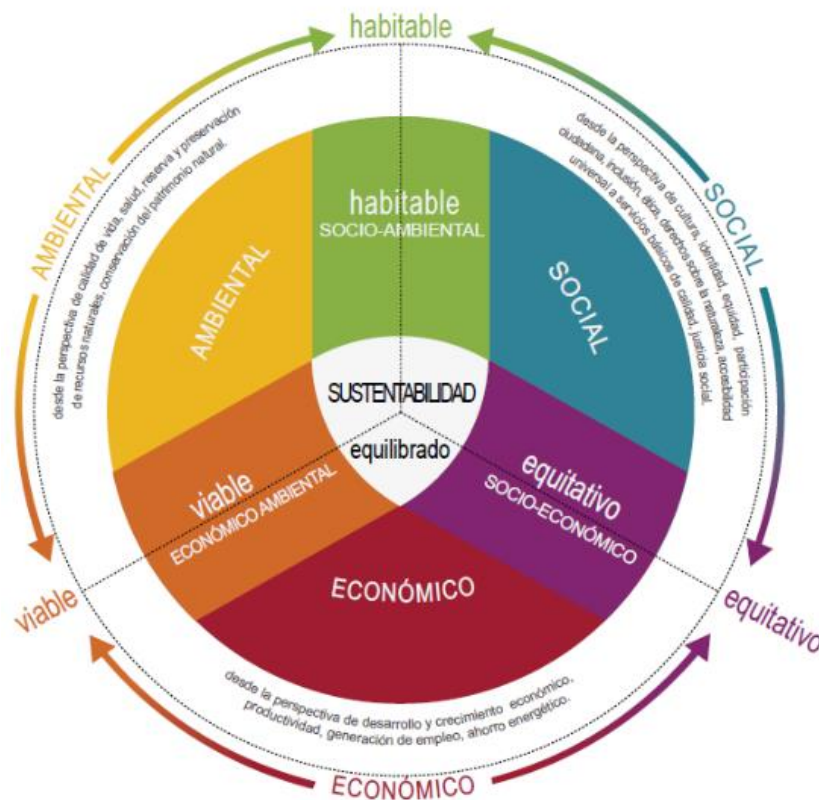 habitable
AMBIENTAL
desde la perspectiva de calidad de vida, salud, reserva y preservación
de recursos naturales, conservación del patrimonio natural.
SOCIAL
desde la perspectiva de cultura, identidad, equidad, participación
ciudadana, inclusión, ética, derechos sobre la naturaleza, accesibilidad
universal a servicios básicos de calidad, justicia social.
habitable
SOCIO-AMBIENTAL
AMBIENTAL
SOCIAL
SUSTENTABILIDAD
equilibrado
viable
ECONÓMICO AMBIENTAL
equitativo
SOCIO-ECONÓMICO
ECONÓMICO
viable
equitativo
desde la perspectiva de desarrollo y crecimiento económico,
productividad, generación de empleo, ahorro energético.
ECONÓMICO